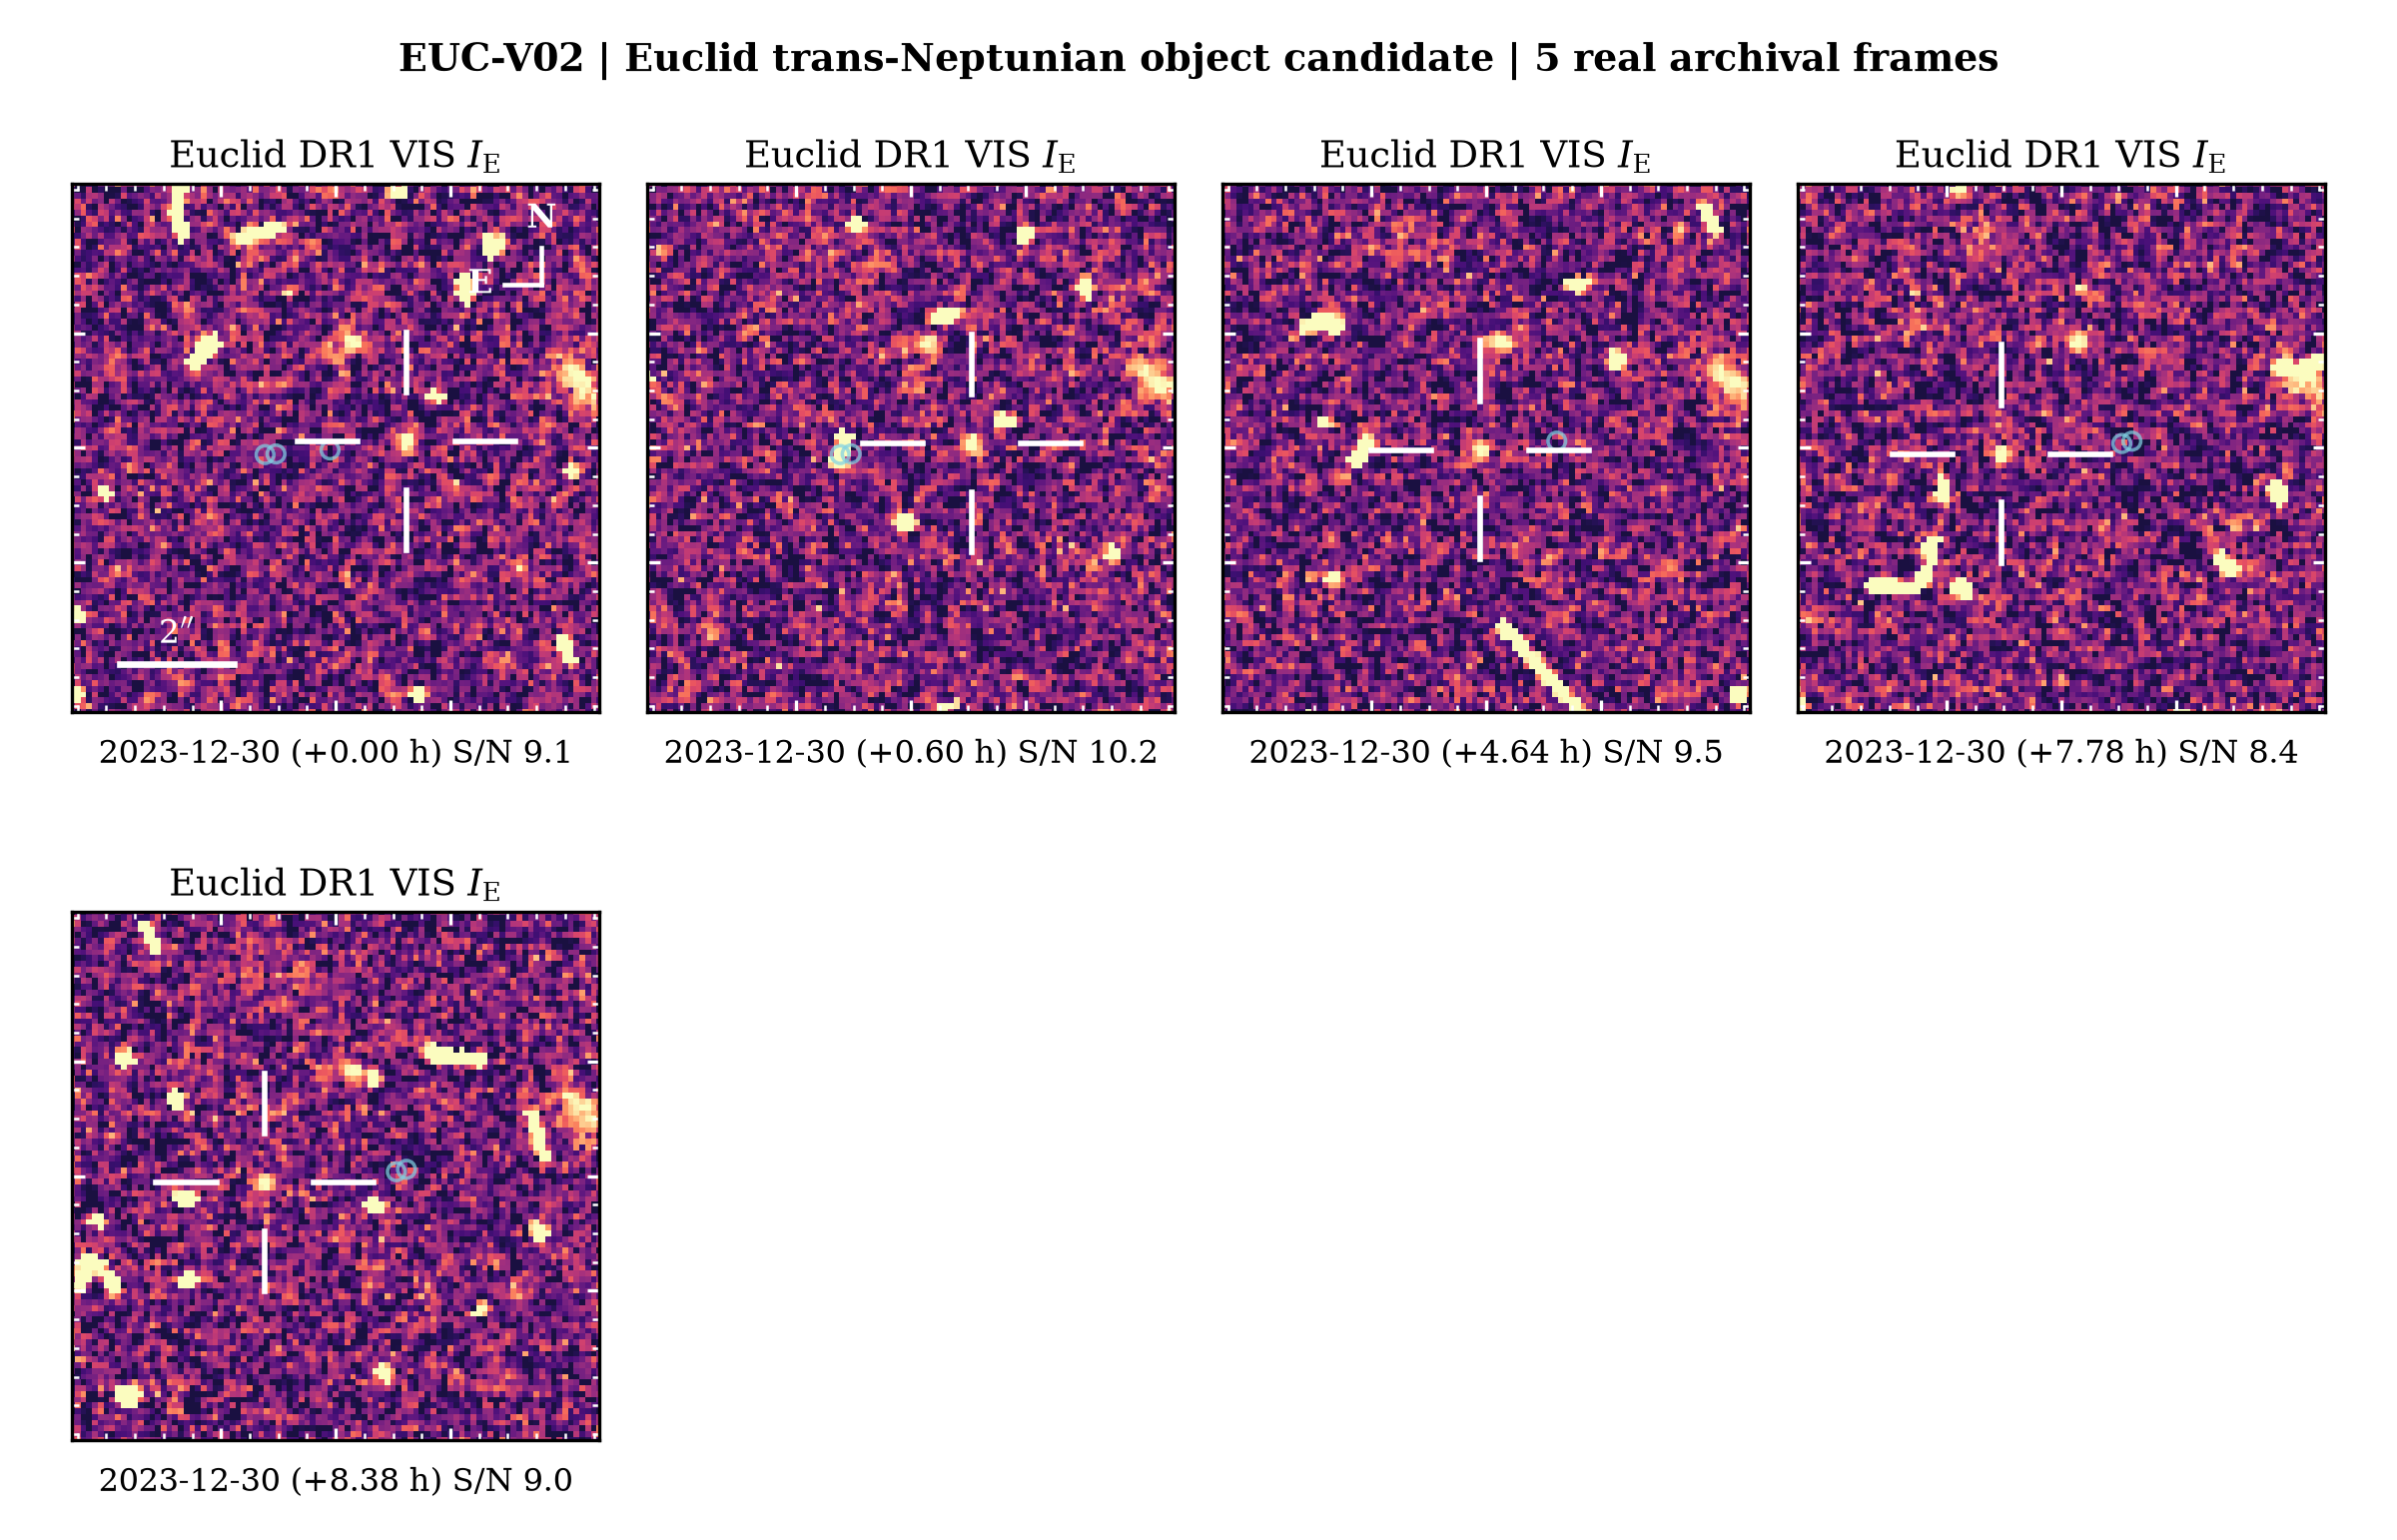 EUC-V02 | Euclid trans-Neptunian object candidate | 5 real archival frames
Euclid DR1 VIS I_E
Euclid DR1 VIS I_E
Euclid DR1 VIS I_E
Euclid DR1 VIS I_E
N
E
2″
2023-12-30 (+0.00 h) S/N 9.1
2023-12-30 (+0.60 h) S/N 10.2
2023-12-30 (+4.64 h) S/N 9.5
2023-12-30 (+7.78 h) S/N 8.4
Euclid DR1 VIS I_E
2023-12-30 (+8.38 h) S/N 9.0